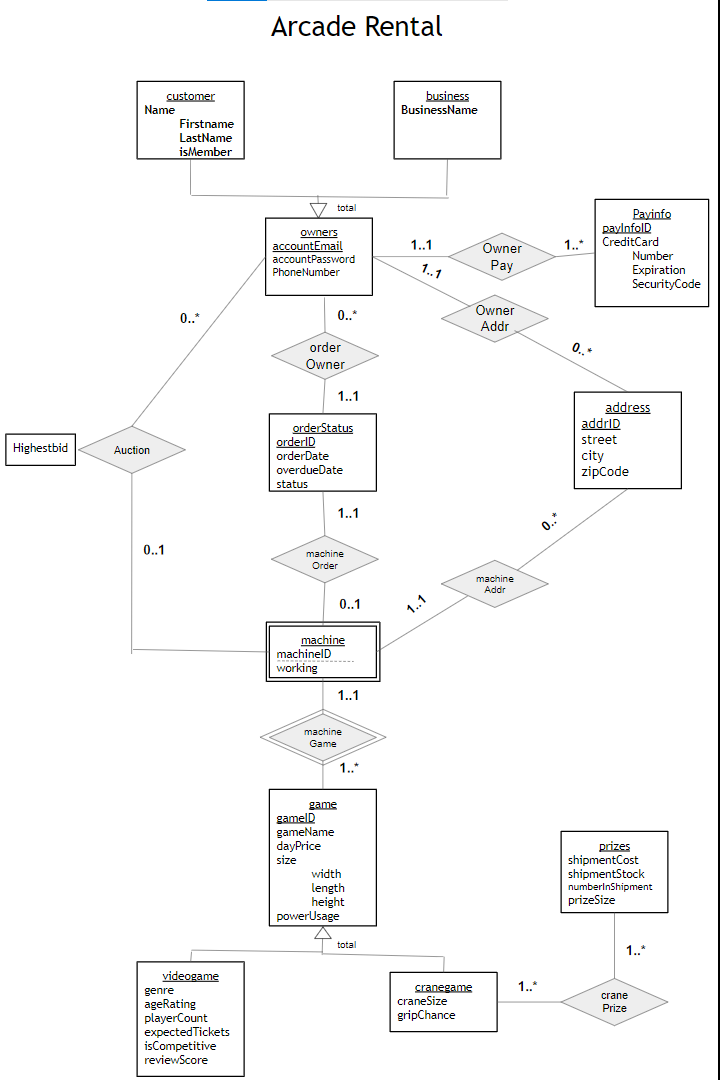 Arcade Rental
customer
Name
Firstname
LastName
isMember
business
BusinessName
total
owners
accountEmail
accountPassword
PhoneNumber
1..1
Owner
Pay
1..*
Payinfo
payInfoID
CreditCard
Number
Expiration
SecurityCode
1..1
Owner
Addr
0..*
0..*
0..*
order
Owner
1..1
address
addrID
street
city
zipCode
Highestbid
Auction
orderStatus
orderID
orderDate
overdueDate
status
1..1
0..*
0..1
machine
Order
machine
Addr
0..1
1..1
machine
machineID
working
1..1
machine
Game
1..*
game
gameID
gameName
dayPrice
size
width
length
height
powerUsage
prizes
shipmentCost
shipmentStock
numberInShipment
prizeSize
total
1..*
videogame
genre
ageRating
playerCount
expectedTickets
isCompetitive
reviewScore
cranegame
craneSize
gripChance
1..*
crane
Prize